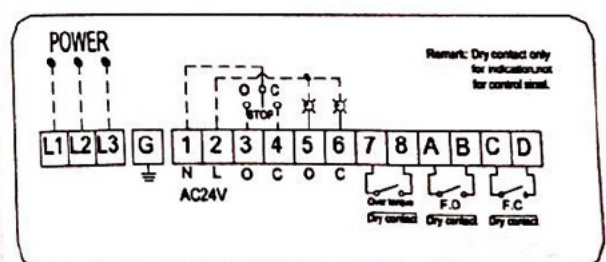 POWER
Remark: Dry contact only
for indication,not
for control sinal.
O C
STOP
L1 L2 L3 G 1 2 3 4 5 6 7 8 A B C D
N L O C O C
AC24V
Over torque F.O F.C
Dry contact Dry contact Dry contact